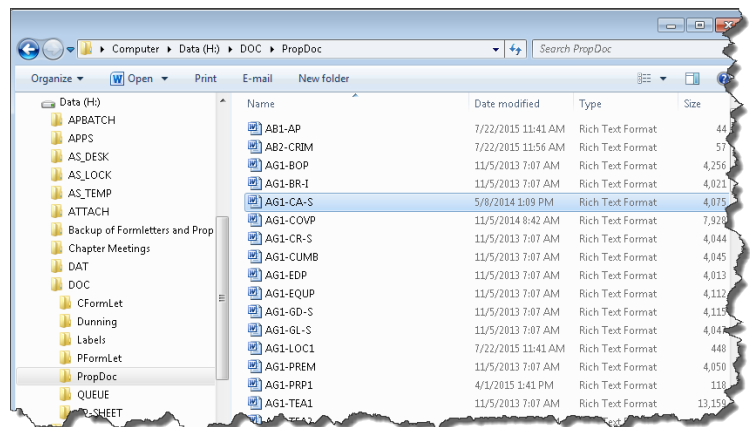 Computer ▸ Data (H:) ▸ DOC ▸ PropDoc Search PropDoc
Organize Open Print E-mail New folder
Data (H:)
APBATCH
APPS
AS_DESK
AS_LOCK
AS_TEMP
ATTACH
Backup of Formletters and Prop
Chapter Meetings
DAT
DOC
CFormLet
Dunning
Labels
PFormLet
PropDoc
QUEUE
Name Date modified Type Size
AB1-AP 7/22/2015 11:41 AM Rich Text Format 44
AB2-CRIM 7/22/2015 11:56 AM Rich Text Format 57
AG1-BOP 11/5/2013 7:07 AM Rich Text Format 4,256
AG1-BR-I 11/5/2013 7:07 AM Rich Text Format 4,021
AG1-CA-S 5/8/2014 1:09 PM Rich Text Format 4,075
AG1-COVP 11/5/2014 8:42 AM Rich Text Format 7,928
AG1-CR-S 11/5/2013 7:07 AM Rich Text Format 4,044
AG1-CUMB 11/5/2013 7:07 AM Rich Text Format 4,045
AG1-EDP 11/5/2013 7:07 AM Rich Text Format 4,013
AG1-EQUP 11/5/2013 7:07 AM Rich Text Format 4,112
AG1-GD-S 11/5/2013 7:07 AM Rich Text Format 4,115
AG1-GL-S 11/5/2013 7:07 AM Rich Text Format 4,047
AG1-LOC1 7/22/2015 11:41 AM Rich Text Format 448
AG1-PREM 11/5/2013 7:07 AM Rich Text Format 4,050
AG1-PRP1 4/1/2015 1:41 PM Rich Text Format 118
AG1-TEA1 11/5/2013 7:07 AM Rich Text Format 13,159